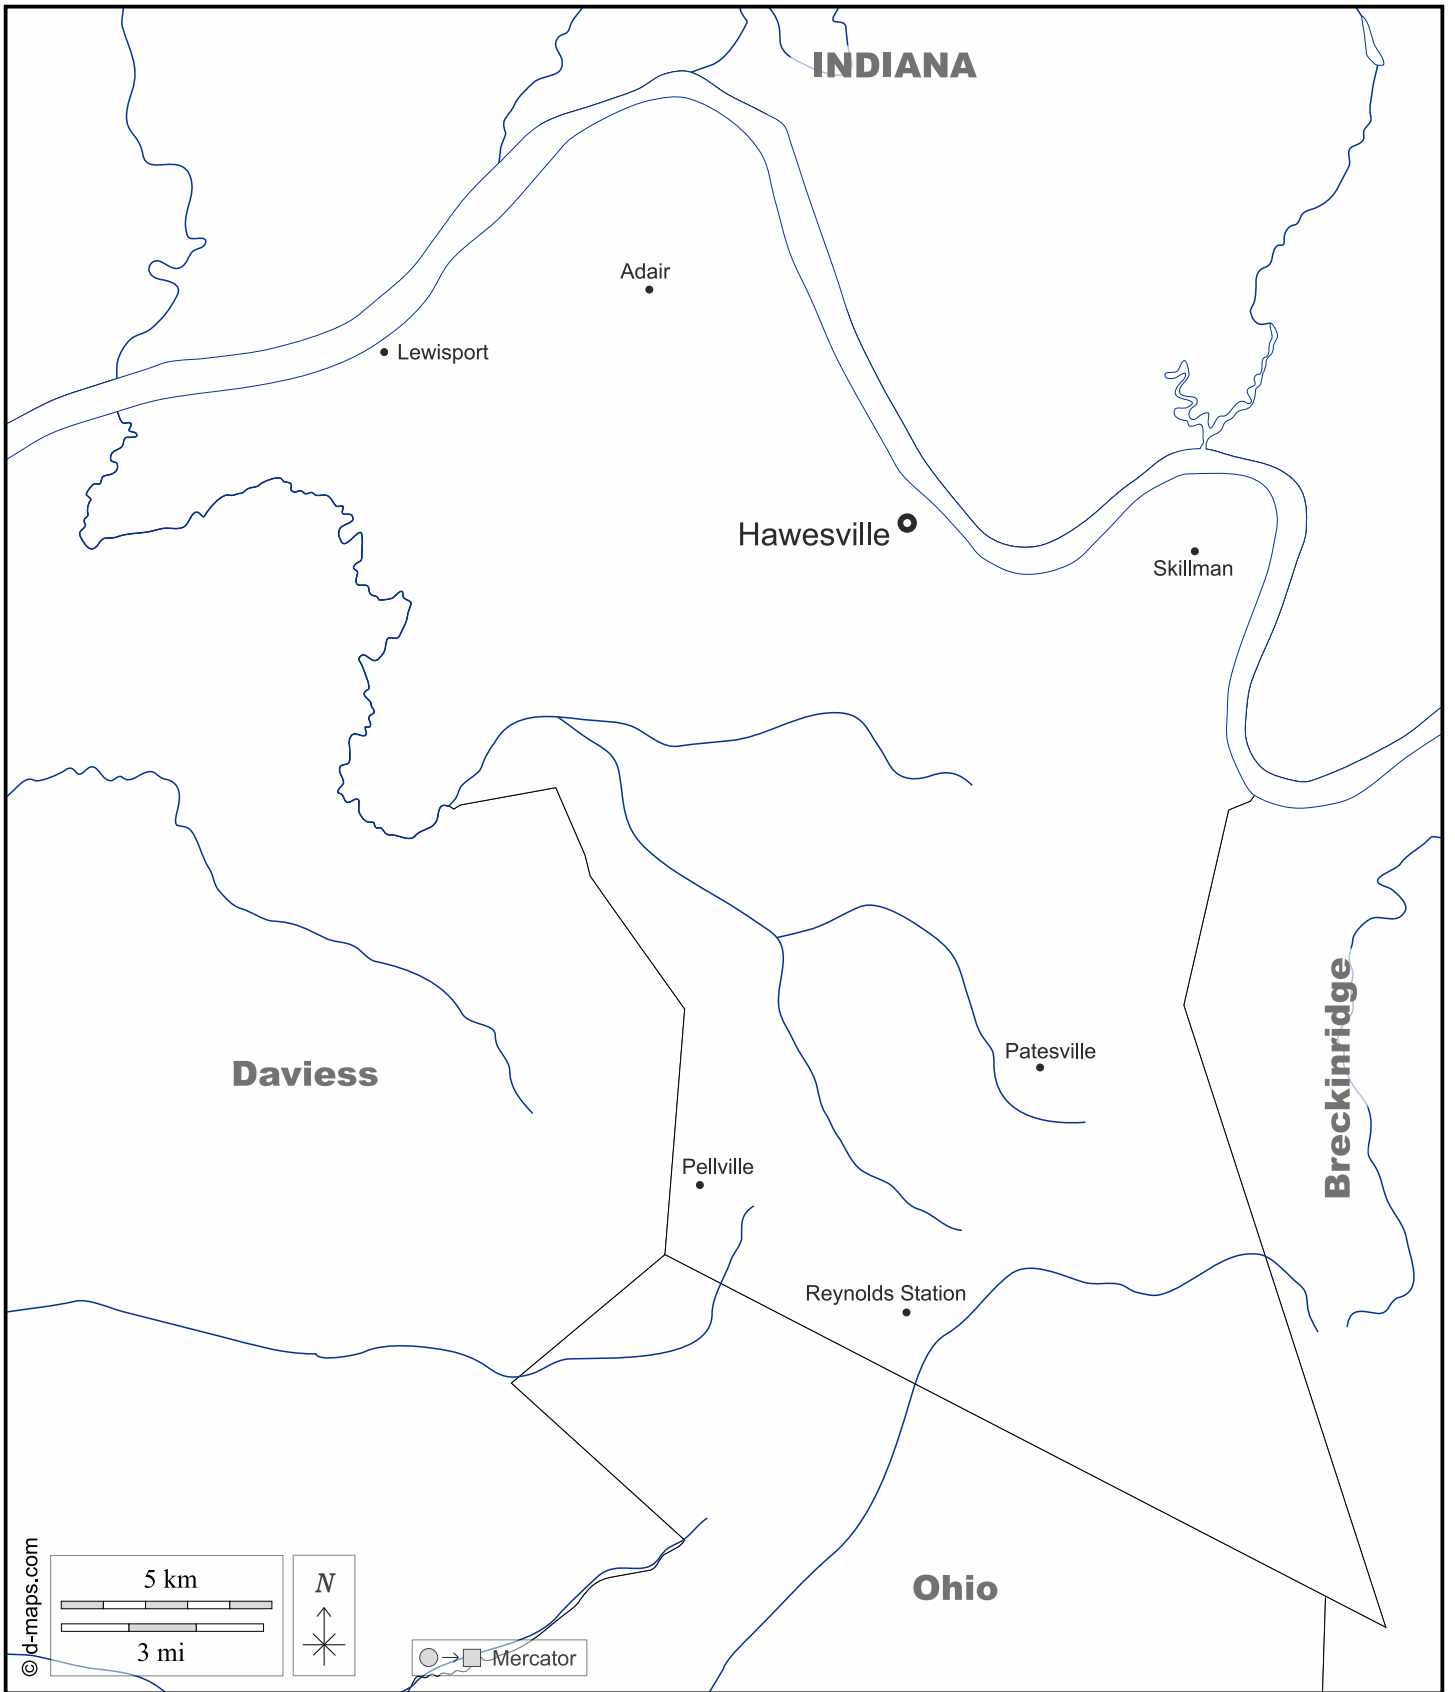 INDIANA
Adair
Lewisport
Hawesville
Skillman
Patesville
Daviess
Breckinridge
Pellville
Reynolds Station
Ohio
© d-maps.com
5 km
3 mi
N
Mercator